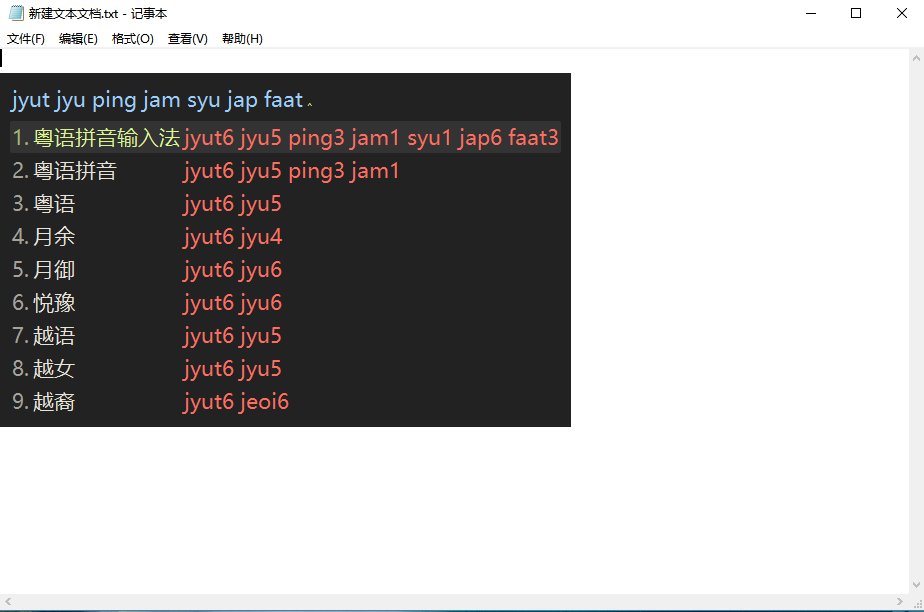 新建文本文档.txt - 记事本
文件(F) 编辑(E) 格式(O) 查看(V) 帮助(H)
jyut jyu ping jam syu jap faat
1. 粤语拼音输入法 jyut6 jyu5 ping3 jam1 syu1 jap6 faat3
2. 粤语拼音 jyut6 jyu5 ping3 jam1
3. 粤语 jyut6 jyu5
4. 月余 jyut6 jyu4
5. 月御 jyut6 jyu6
6. 悦豫 jyut6 jyu6
7. 越语 jyut6 jyu5
8. 越女 jyut6 jyu5
9. 越裔 jyut6 jeoi6